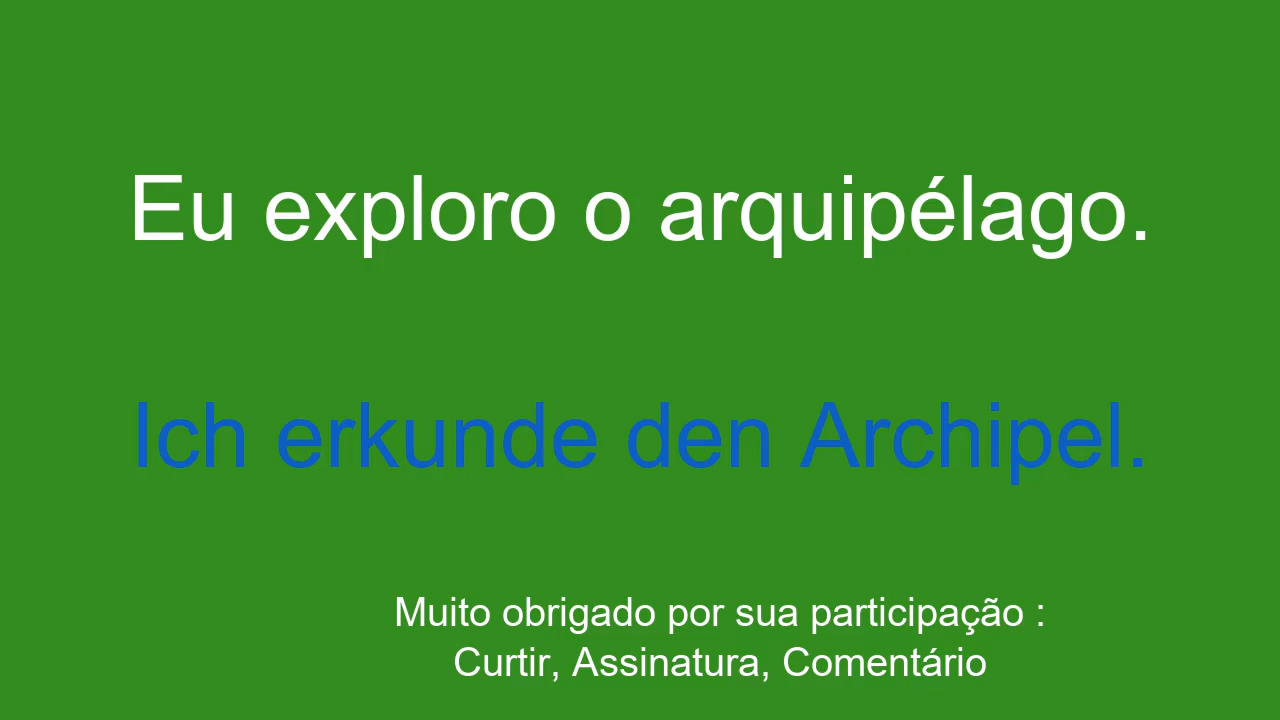 Eu exploro o arquipélago.
Ich erkunde den Archipel.
Muito obrigado por sua participação :
Curtir, Assinatura, Comentário